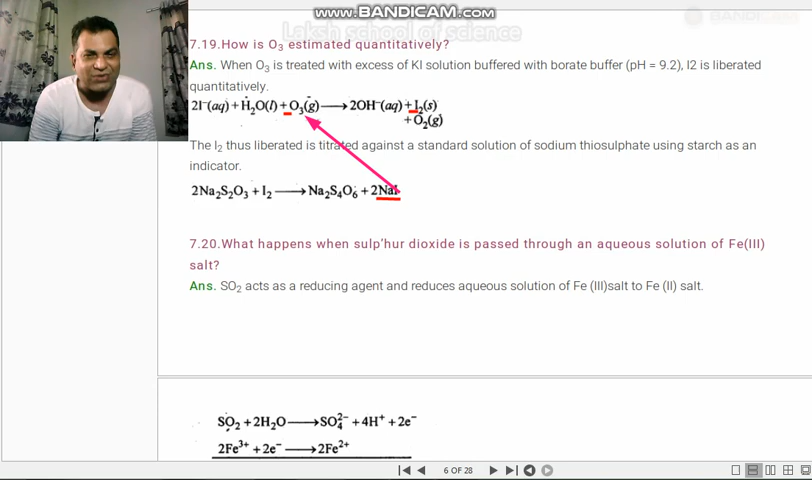 www.BANDICAM.com
BANDICAM
Laksh school of science
7.19.How is O₃ estimated quantitatively?
Ans. When O₃ is treated with excess of KI solution buffered with borate buffer (pH = 9.2), I2 is liberated
quantitatively.
2I⁻(aq) + H₂O(l) + O₃(g) ⟶ 2OH⁻(aq) + I₂(s)
+ O₂(g)
The I₂ thus liberated is titrated against a standard solution of sodium thiosulphate using starch as an
indicator.
2Na₂S₂O₃ + I₂ ⟶ Na₂S₄O₆ + 2NaI
7.20.What happens when sulp'hur dioxide is passed through an aqueous solution of Fe(III)
salt?
Ans. SO₂ acts as a reducing agent and reduces aqueous solution of Fe (III)salt to Fe (II) salt.
SO₂ + 2H₂O ⟶ SO₄²⁻ + 4H⁺ + 2e⁻
2Fe³⁺ + 2e⁻ ⟶ 2Fe²⁺
6 OF 28